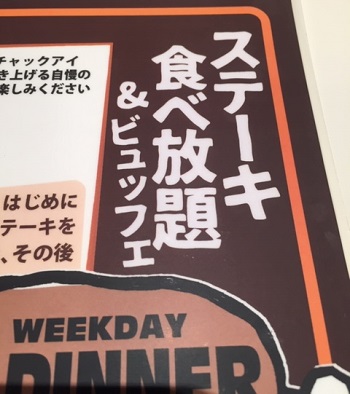 ステーキ
食べ放題
&ビュッフェ
チャックアイ
き上げる自慢の
楽しみください
はじめに
テーキを
、その後
WEEKDAY
DINNER